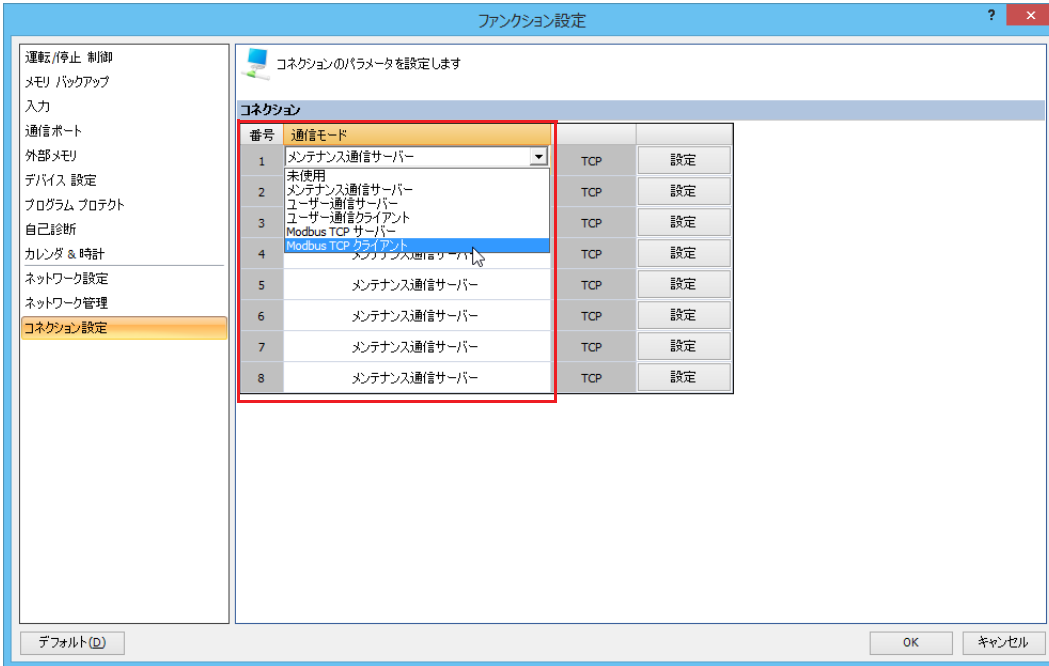 ファンクション設定
?
×
運転/停止 制御
メモリ バックアップ
入力
通信ポート
外部メモリ
デバイス 設定
プログラム プロテクト
自己診断
カレンダ & 時計
ネットワーク設定
ネットワーク管理
コネクション設定
コネクションのパラメータを設定します
コネクション
番号 通信モード
1 メンテナンス通信サーバー TCP 設定
未使用
メンテナンス通信サーバー
2 TCP 設定
ユーザー通信サーバー
ユーザー通信クライアント
3 TCP 設定
Modbus TCP サーバー
Modbus TCP クライアント
4 メンテナンス通信サーバー TCP 設定
5 メンテナンス通信サーバー TCP 設定
6 メンテナンス通信サーバー TCP 設定
7 メンテナンス通信サーバー TCP 設定
8 メンテナンス通信サーバー TCP 設定
デフォルト(D)
OK
キャンセル